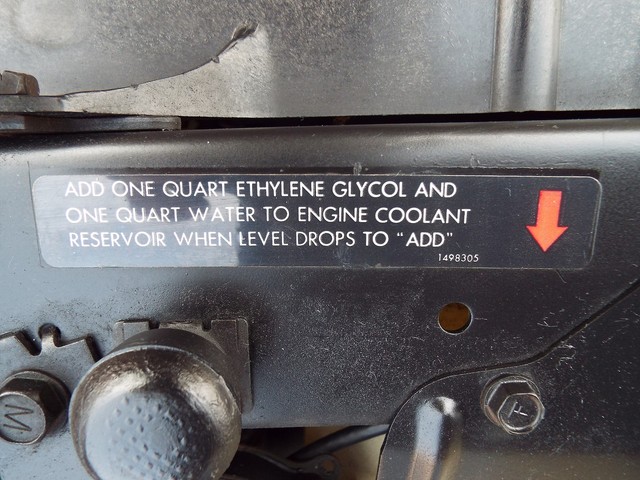 ADD ONE QUART ETHYLENE GLYCOL AND
ONE QUART WATER TO ENGINE COOLANT
RESERVOIR WHEN LEVEL DROPS TO “ADD”
1498305
M
F